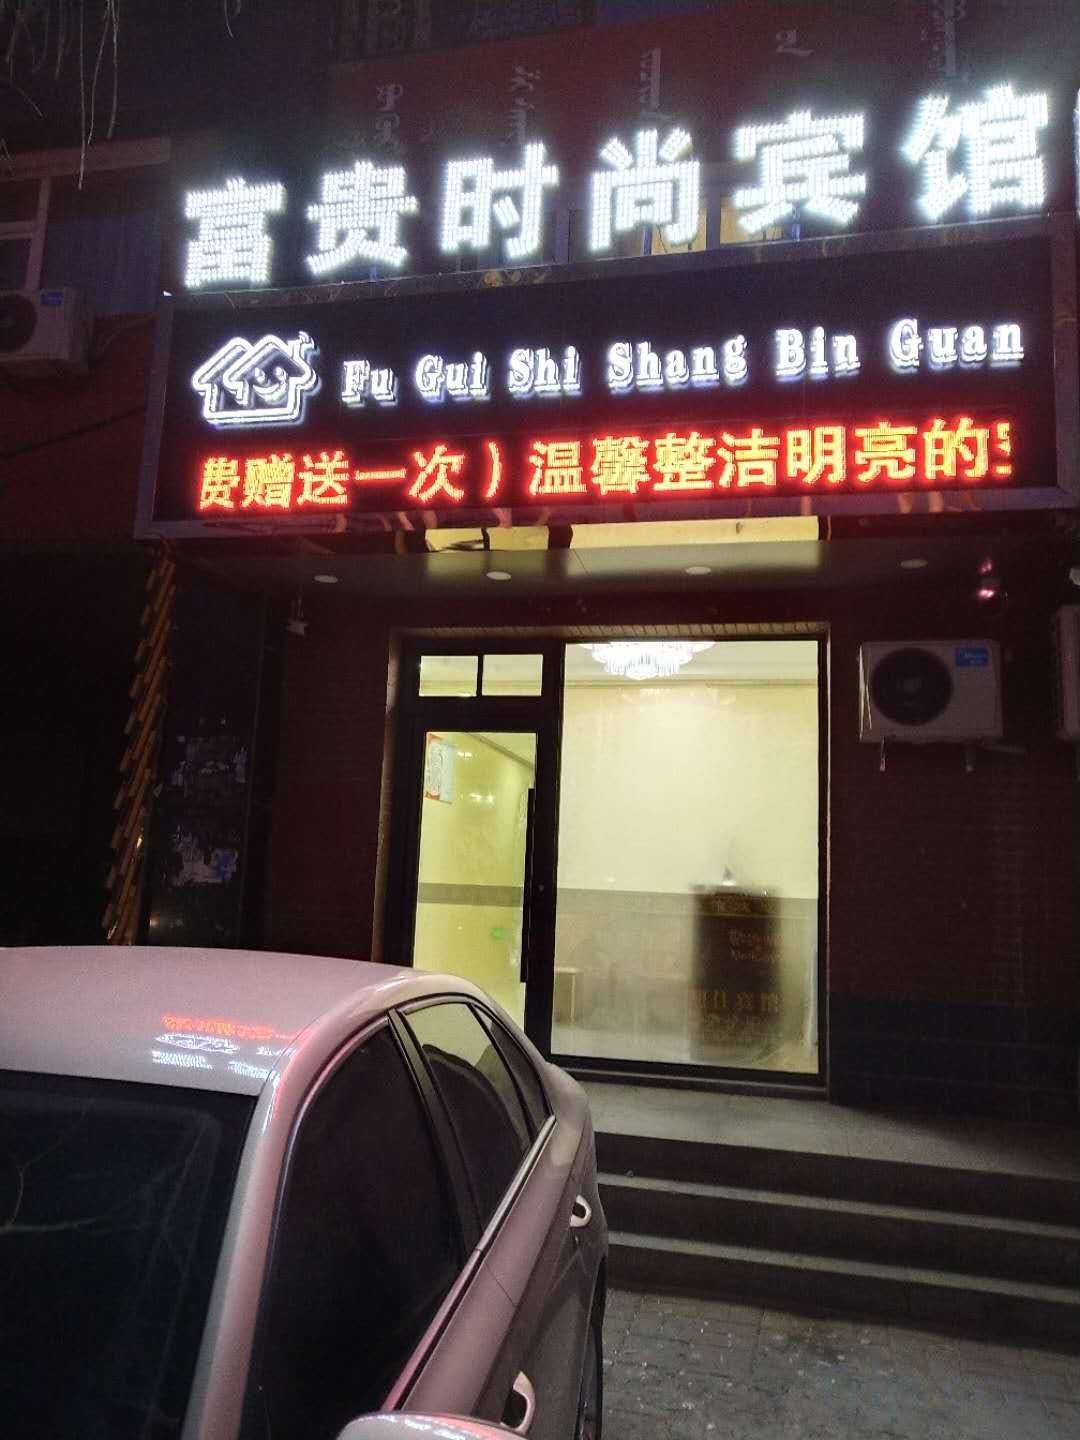 富贵时尚宾馆
Fu Gui Shi Shang Bin Guan
费赠送一次）温馨整洁明亮的